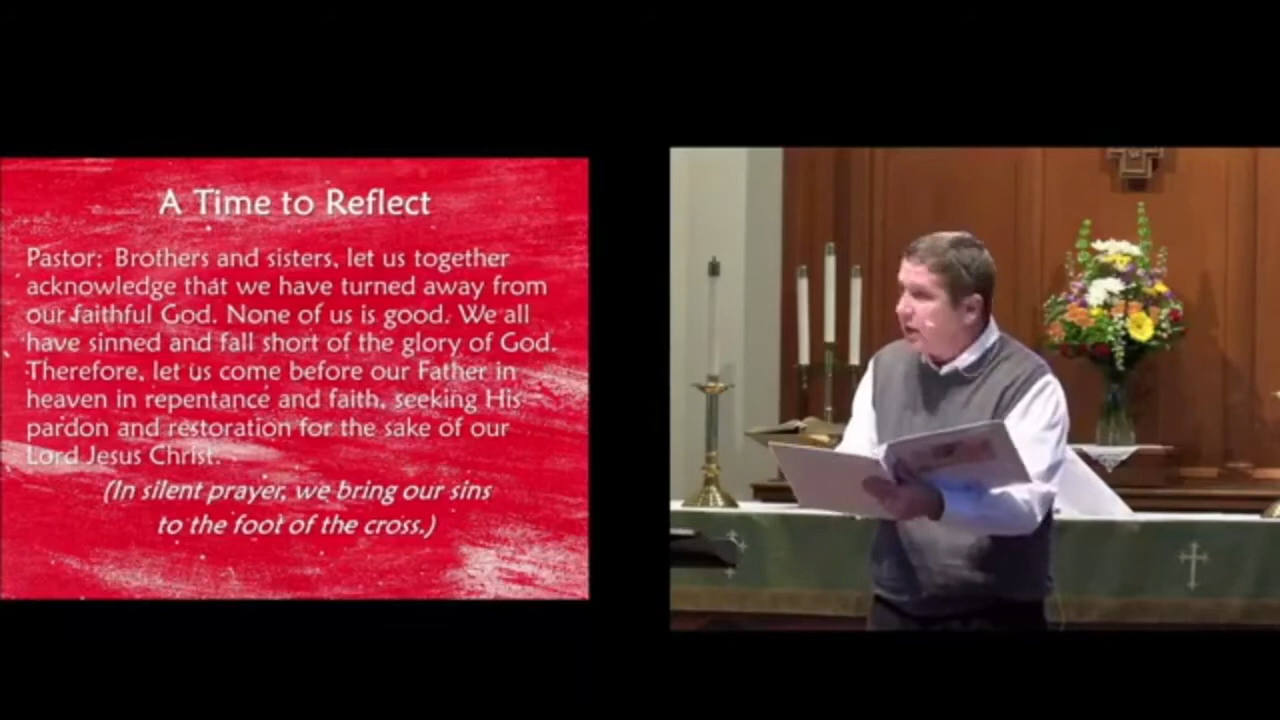 A Time to Reflect
Pastor: Brothers and sisters, let us together
acknowledge that we have turned away from
our faithful God. None of us is good. We all
have sinned and fall short of the glory of God.
Therefore, let us come before our Father in
heaven in repentance and faith, seeking His
pardon and restoration for the sake of our
Lord Jesus Christ.
(In silent prayer, we bring our sins
to the foot of the cross.)